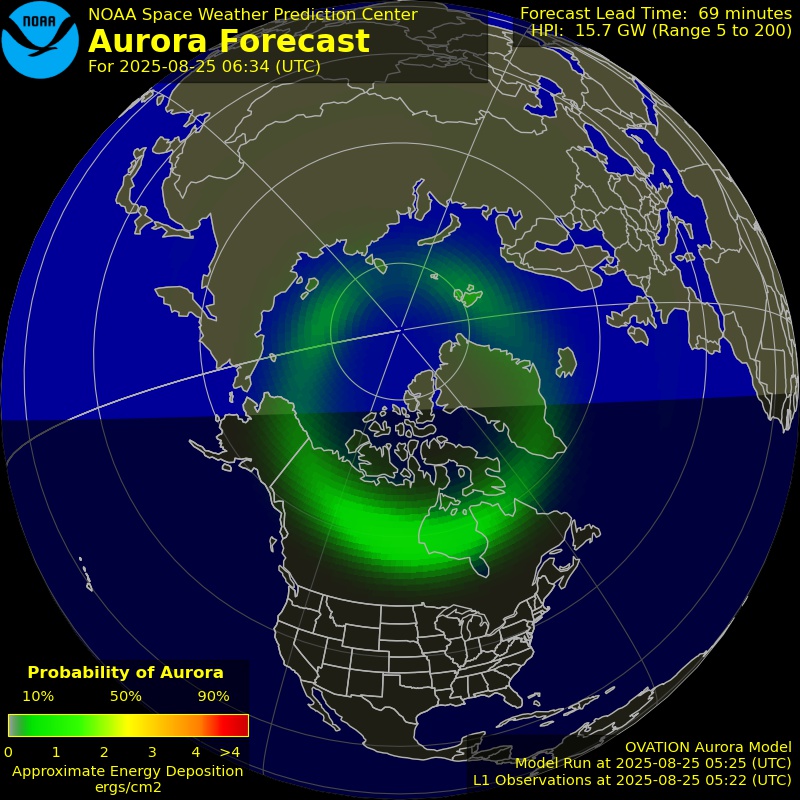 NOAA
NOAA Space Weather Prediction Center
Aurora Forecast
For 2025-08-25 06:34 (UTC)
Forecast Lead Time: 69 minutes
HPI: 15.7 GW (Range 5 to 200)
Probability of Aurora
10% 50% 90%
0 1 2 3 4 >4
Approximate Energy Deposition
ergs/cm2
OVATION Aurora Model
Model Run at 2025-08-25 05:25 (UTC)
L1 Observations at 2025-08-25 05:22 (UTC)